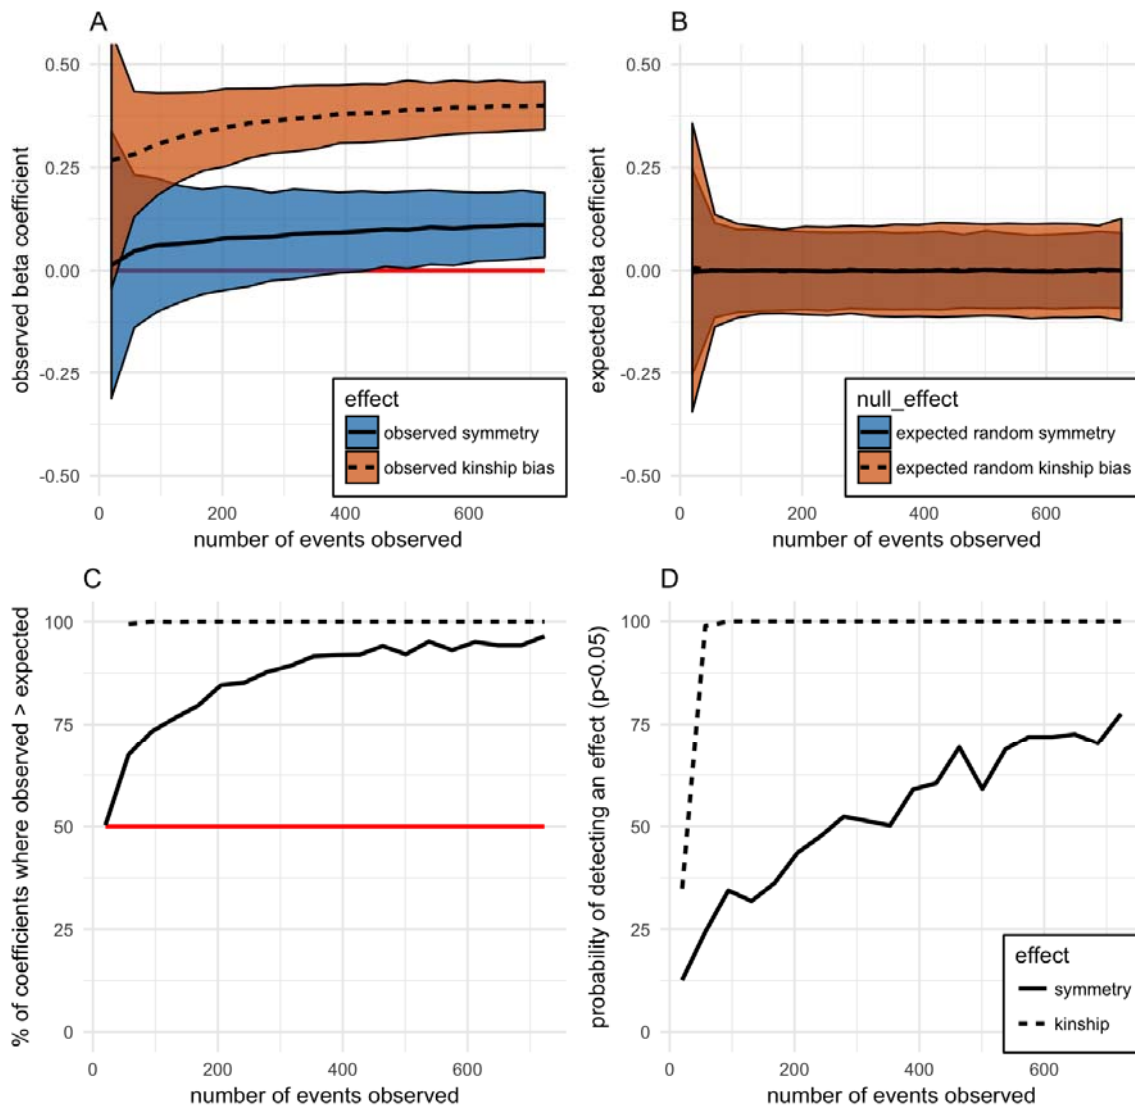 A
observed beta coefficient
0.50
0.25
0.00
-0.25
-0.50
effect
observed symmetry
observed kinship bias
0 200 400 600
number of events observed
B
expected beta coefficient
0.50
0.25
0.00
-0.25
-0.50
null_effect
expected random symmetry
expected random kinship bias
0 200 400 600
number of events observed
C
% of coefficients where observed > expected
100
75
50
25
0
0 200 400 600
number of events observed
D
probability of detecting an effect (p<0.05)
100
75
50
25
0
effect
symmetry
kinship
0 200 400 600
number of events observed